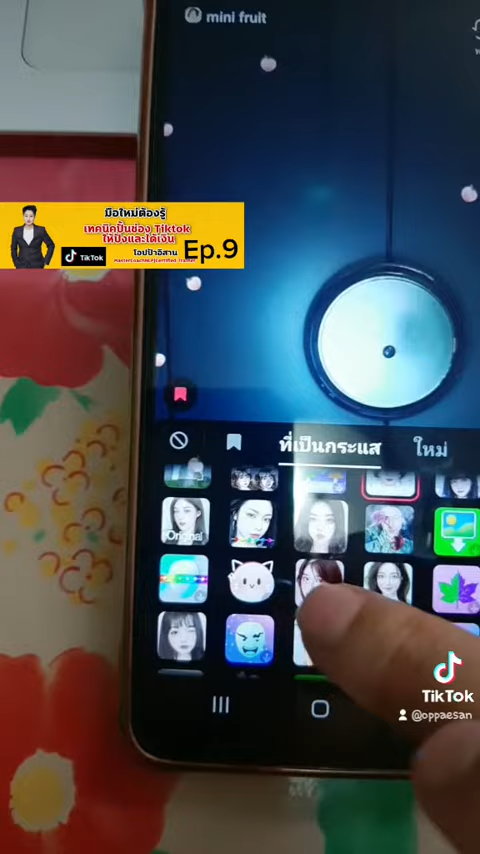 mini fruit
มือใหม่ต้องรู้
เทคนิคปั้นช่อง Tiktok
ให้ปังและได้เงิน
โอปป้าอีสาน
TikTok
Ep.9
ที่เป็นกระแส
ใหม่
Original
TikTok
@oppaesan